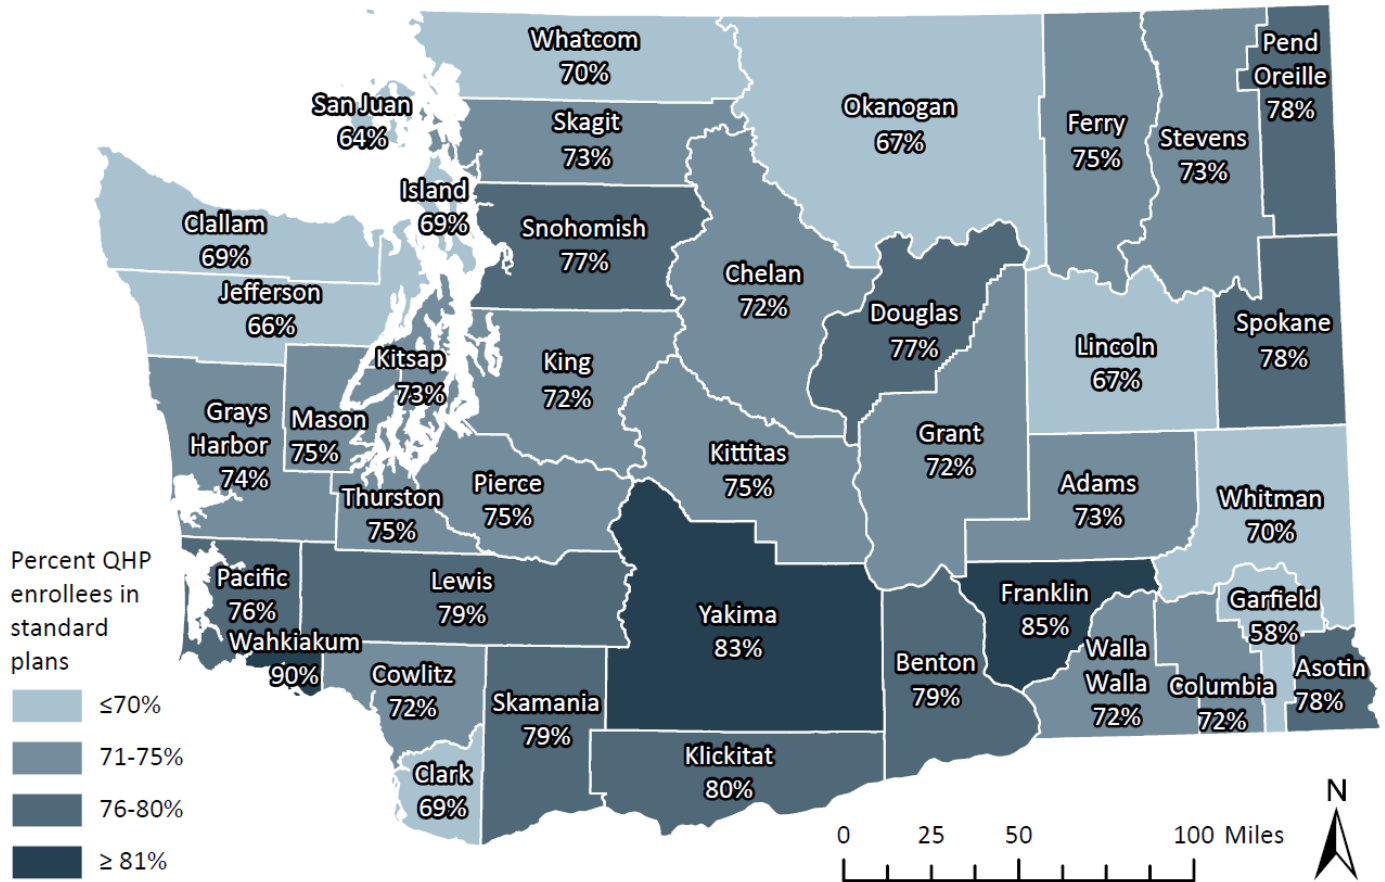 Whatcom
70%
San Juan
64%
Skagit
73%
Okanogan
67%
Ferry
75%
Stevens
73%
Pend
Oreille
78%
Island
69%
Clallam
69%
Snohomish
77%
Chelan
72%
Jefferson
66%
Douglas
77%
Spokane
78%
Lincoln
67%
Kitsap
73%
King
72%
Grays
Harbor
74%
Mason
75%
Kittitas
75%
Grant
72%
Adams
73%
Whitman
70%
Thurston
75%
Pierce
75%
Pacific
76%
Lewis
79%
Yakima
83%
Franklin
85%
Garfield
58%
Wahkiakum
90%
Cowlitz
72%
Skamania
79%
Benton
79%
Walla
Walla
72%
Columbia
72%
Asotin
78%
Klickitat
80%
Clark
69%
Percent QHP
enrollees in
standard
plans
≤70%
71-75%
76-80%
≥ 81%
N
0 25 50 100 Miles